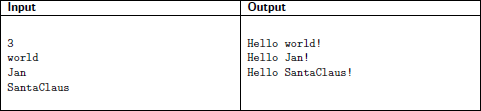 Input
Output
3
world
Jan
SantaClaus
Hello world!
Hello Jan!
Hello SantaClaus!